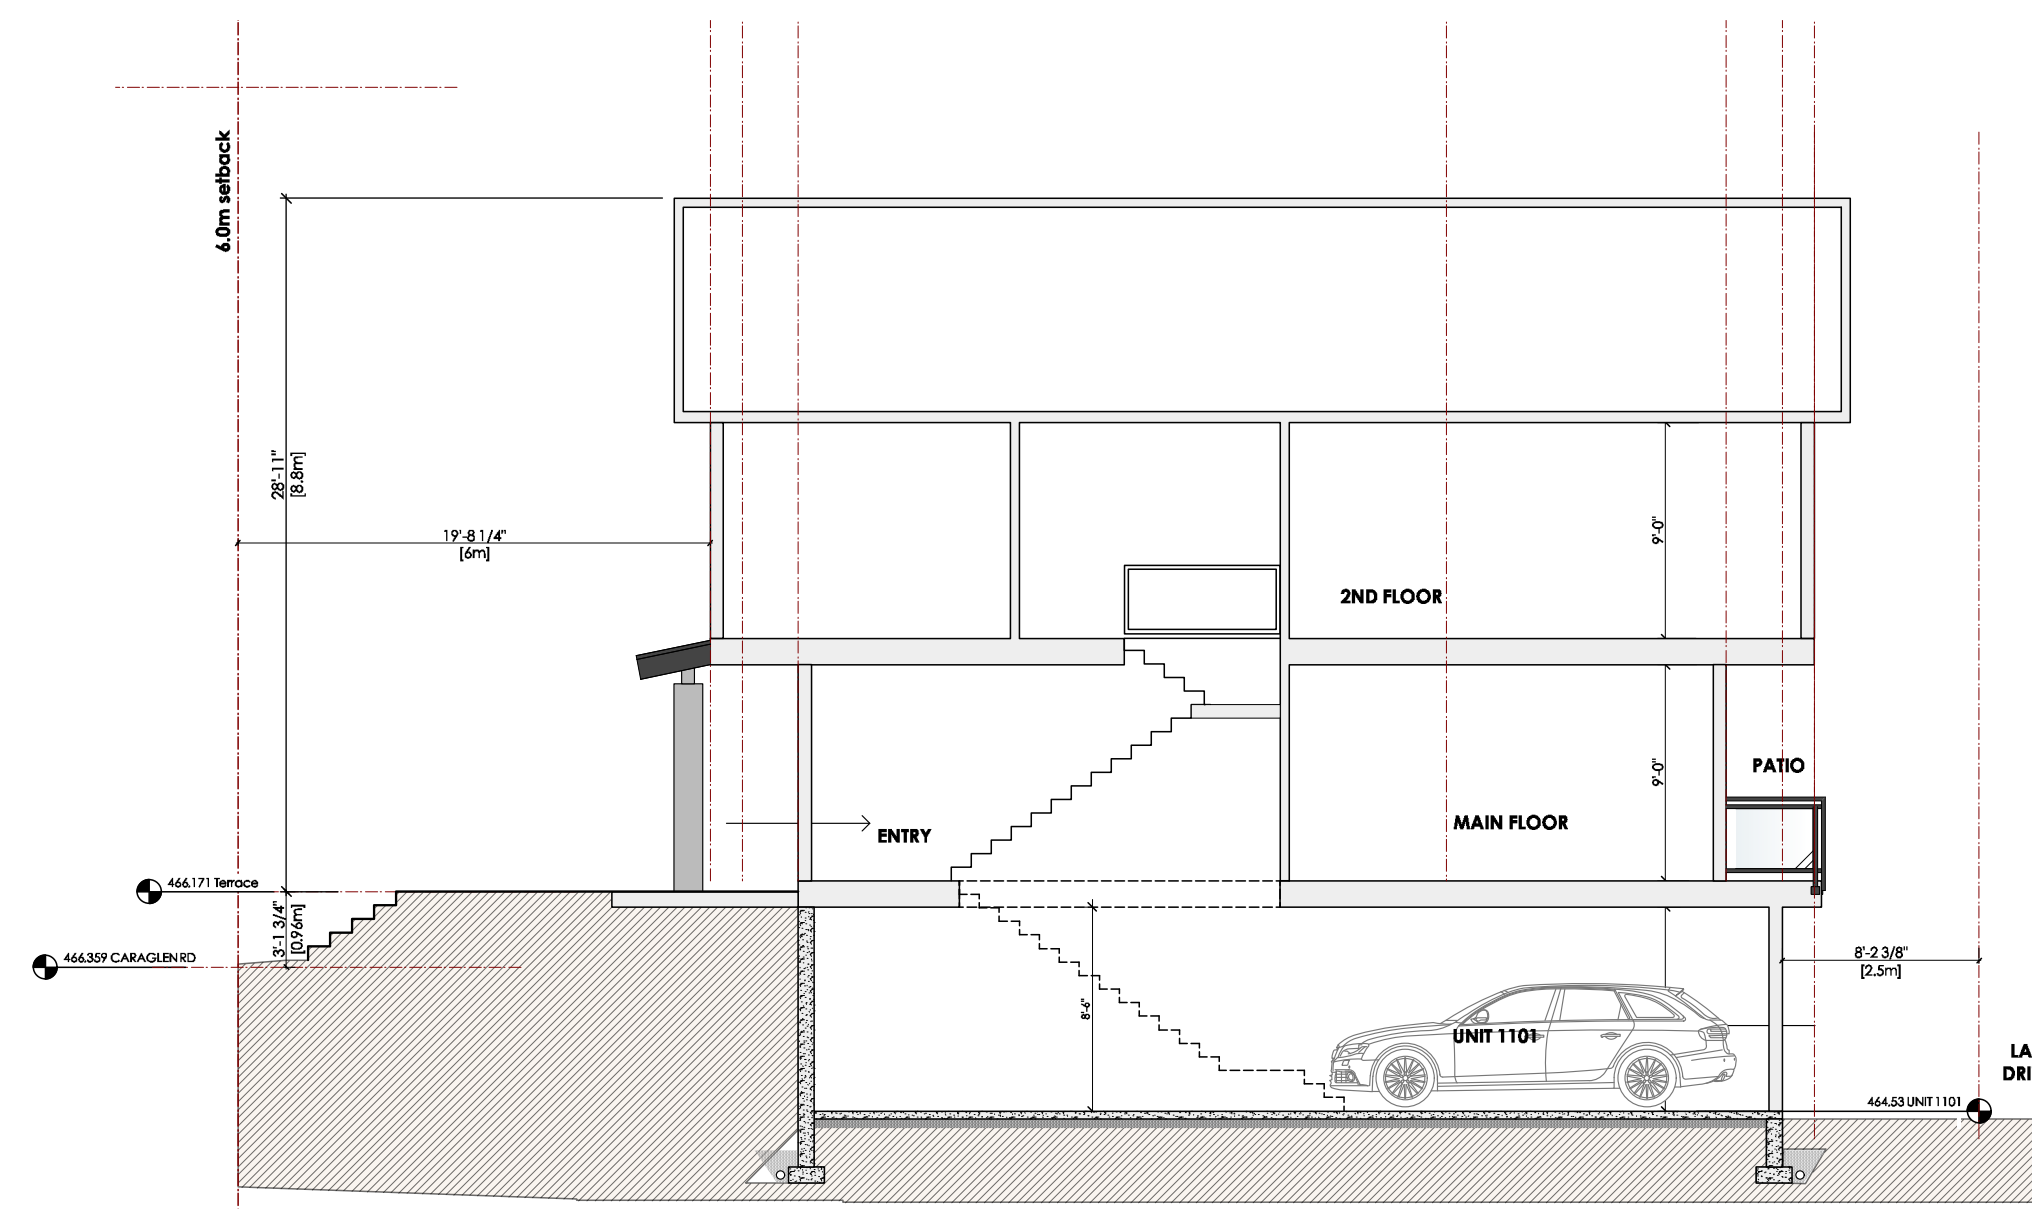 6.0m setback
28'-11"
[8.8m]
19'-8 1/4"
[6m]
9'-0"
2ND FLOOR
9'-0"
PATIO
MAIN FLOOR
ENTRY
466.171 Terrace
3'-1 3/4"
[0.96m]
466.359 CARAGLEN RD
8'-2 3/8"
[2.5m]
8'-6"
UNIT 1101
LA
DRI
464.53 UNIT 1101